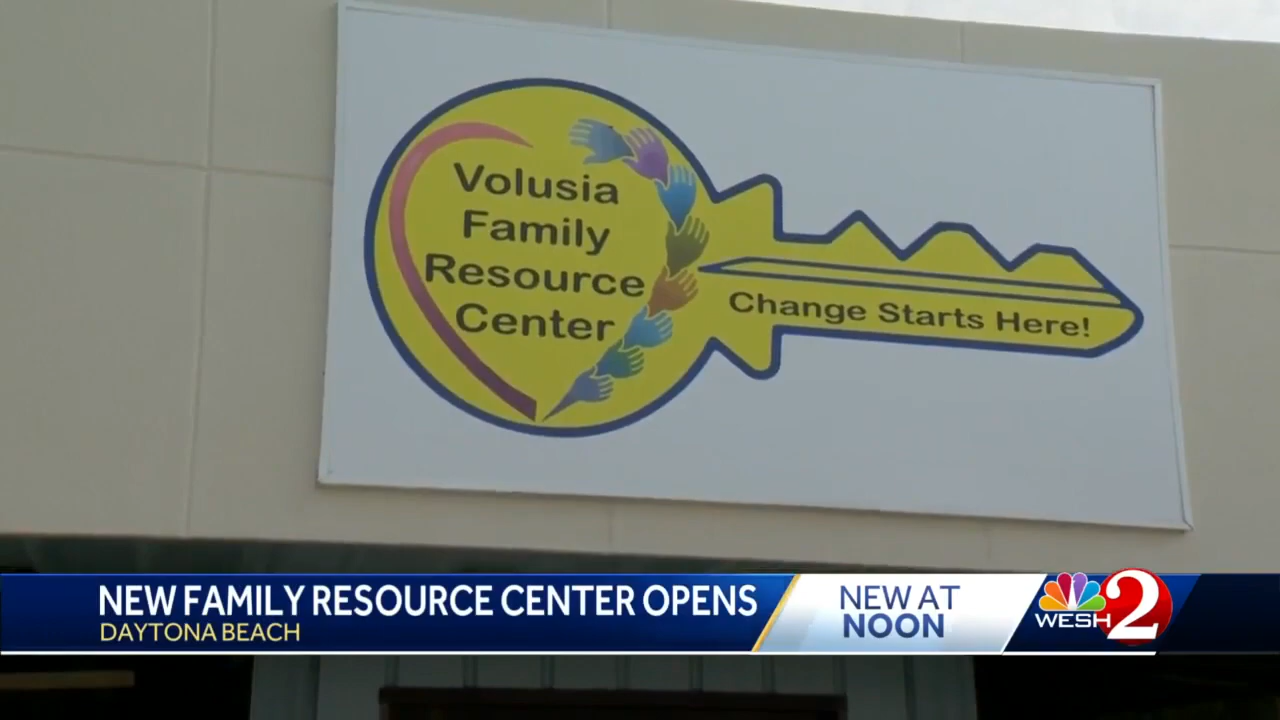 Volusia
Family
Resource
Center
Change Starts Here!
NEW FAMILY RESOURCE CENTER OPENS
DAYTONA BEACH
NEW AT
NOON
WESH 2